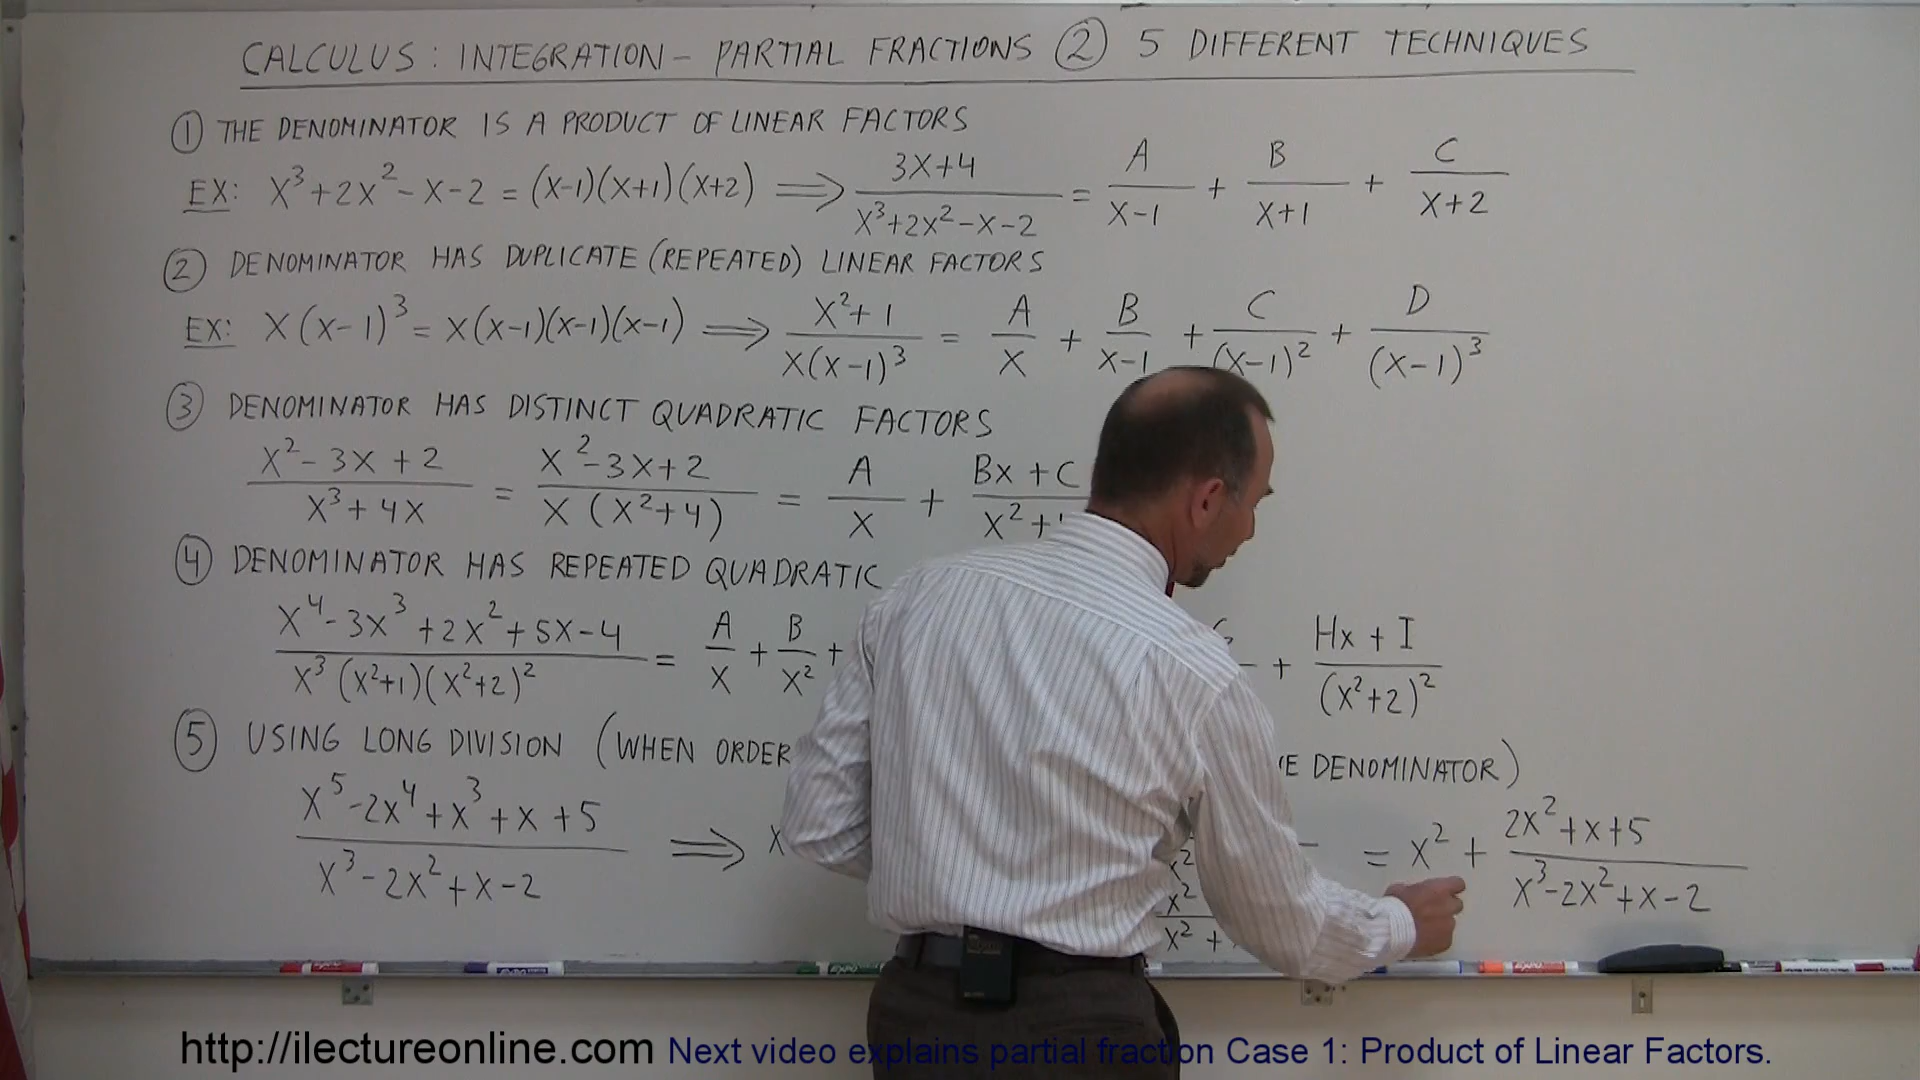 CALCULUS: INTEGRATION – PARTIAL FRACTIONS ② 5 DIFFERENT TECHNIQUES
① THE DENOMINATOR IS A PRODUCT OF LINEAR FACTORS
EX: X³+2x²-x-2 = (x-1)(x+1)(x+2) ⟹ (3x+4)/(x³+2x²-x-2) = A/(x-1) + B/(x+1) + C/(x+2)
② DENOMINATOR HAS DUPLICATE (REPEATED) LINEAR FACTORS
EX: X(x-1)³ = x(x-1)(x-1)(x-1) ⟹ (x²+1)/(x(x-1)³) = A/x + B/(x-1) + C/(x-1)² + D/(x-1)³
③ DENOMINATOR HAS DISTINCT QUADRATIC FACTORS
(x²-3x+2)/(x³+4x) = (x²-3x+2)/(x(x²+4)) = A/x + (Bx+C)/(x²+
④ DENOMINATOR HAS REPEATED QUADRATIC
(x⁴-3x³+2x²+5x-4)/(x³(x²+1)(x²+2)²) = A/x + B/x² + + (Hx+I)/(x²+2)²
⑤ USING LONG DIVISION (WHEN ORDER DENOMINATOR)
(x⁵-2x⁴+x³+x+5)/(x³-2x²+x-2) ⟹ x = x² + (2x²+x+5)/(x³-2x²+x-2)
x²
x²
x² +
http://ilectureonline.com Next video explains partial fraction Case 1: Product of Linear Factors.